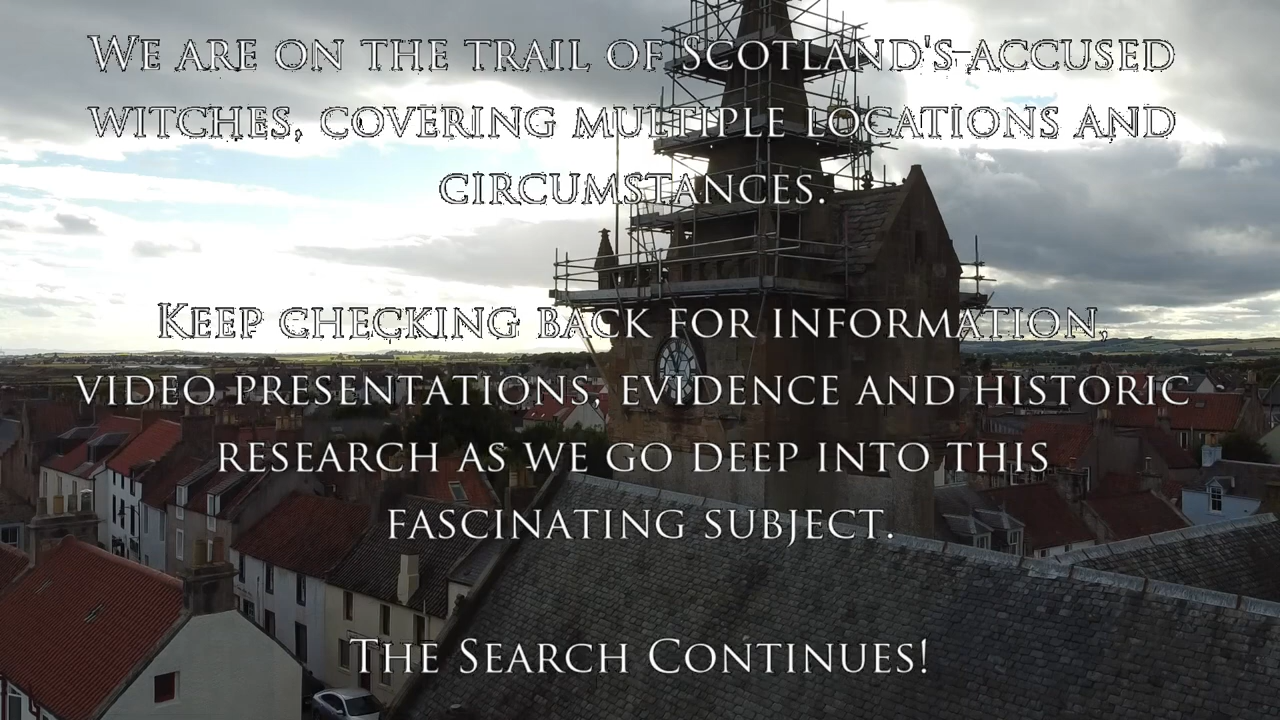 We are on the trail of Scotland's accused
witches, covering multiple locations and
circumstances.
Keep checking back for information,
video presentations, evidence and historic
research as we go deep into this
fascinating subject.
The Search Continues!